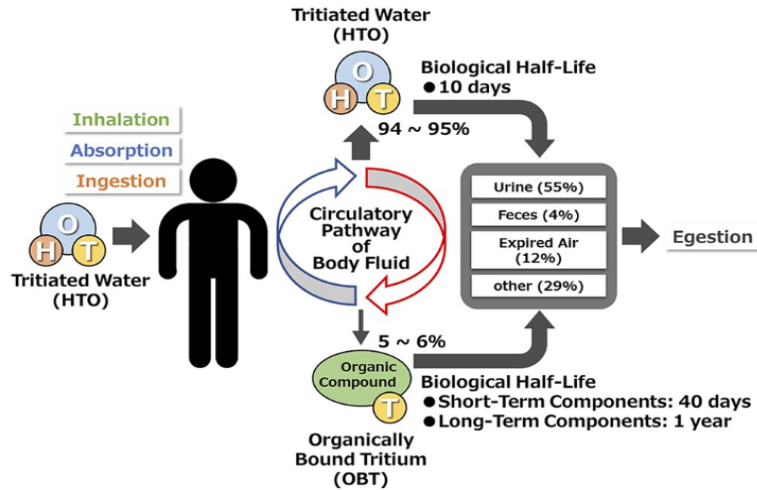 Tritiated Water
(HTO)
O
H
T
Biological Half-Life
● 10 days
94 ~ 95%
Inhalation
Absorption
Ingestion
O
H
T
Tritiated Water
(HTO)
Circulatory
Pathway
of
Body Fluid
Urine (55%)
Feces (4%)
Expired Air
(12%)
other (29%)
Egestion
5 ~ 6%
Organic
Compound
T
Organically
Bound Tritium
(OBT)
Biological Half-Life
● Short-Term Components: 40 days
● Long-Term Components: 1 year